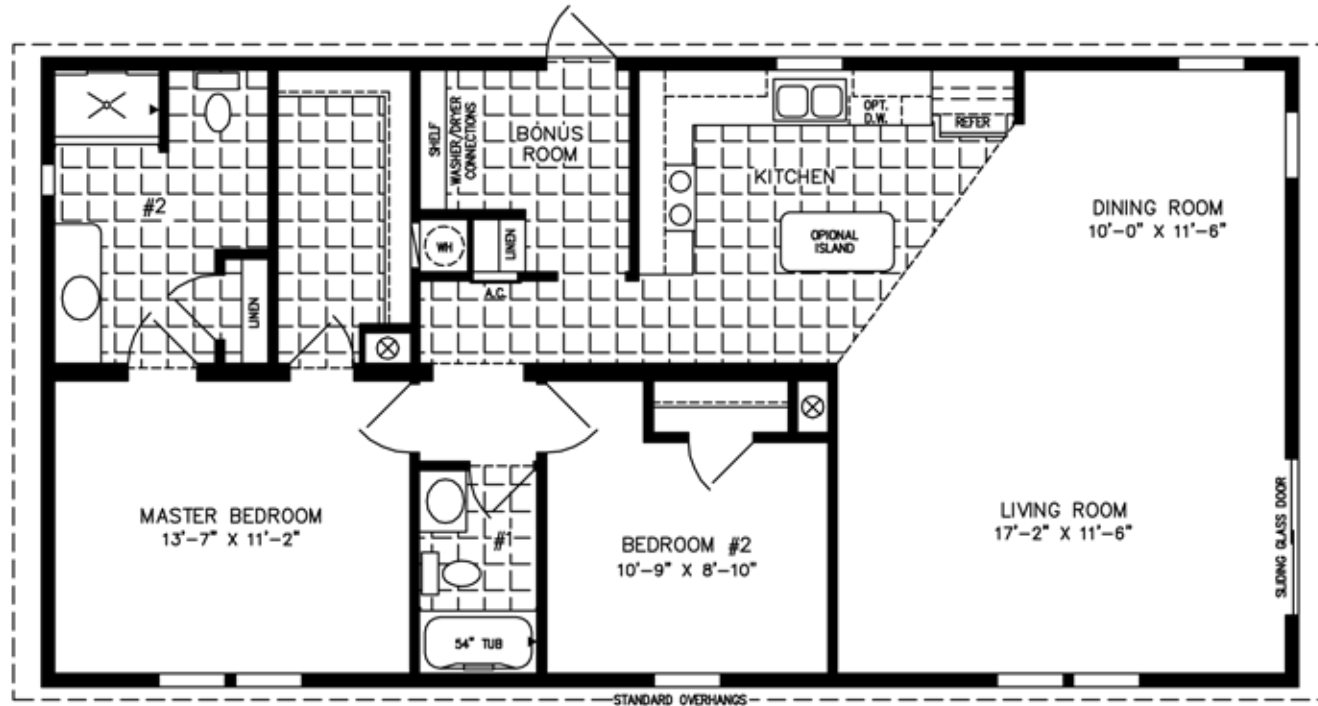 SHELF
WASHER/DRYER
CONNECTIONS
BONUS
ROOM
OPT.
D.W.
REFER
KITCHEN
#2
DINING ROOM
10'-0" X 11'-6"
OPIONAL
ISLAND
WH
LINEN
A.C.
LINEN
MASTER BEDROOM
13'-7" X 11'-2"
#1
BEDROOM #2
10'-9" X 8'-10"
LIVING ROOM
17'-2" X 11'-6"
SLIDING GLASS DOOR
54" TUB
STANDARD OVERHANGS